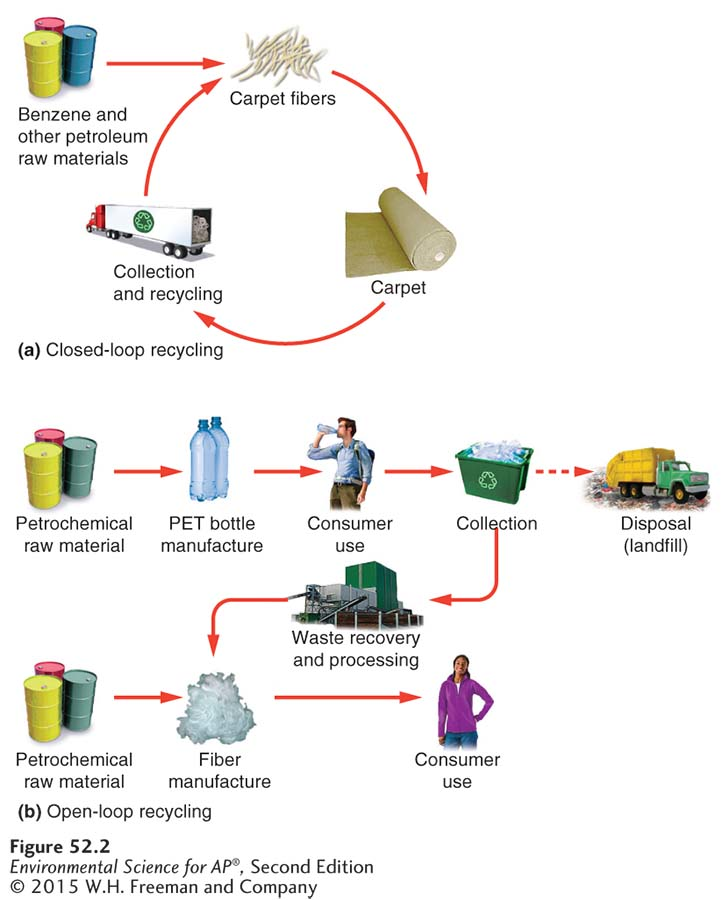 Carpet fibers
Benzene and
other petroleum
raw materials
Collection
and recycling
Carpet
(a) Closed-loop recycling
Petrochemical
raw material
PET bottle
manufacture
Consumer
use
Collection
Disposal
(landfill)
Waste recovery
and processing
Petrochemical
raw material
Fiber
manufacture
Consumer
use
(b) Open-loop recycling
Figure 52.2
Environmental Science for AP®, Second Edition
© 2015 W.H. Freeman and Company